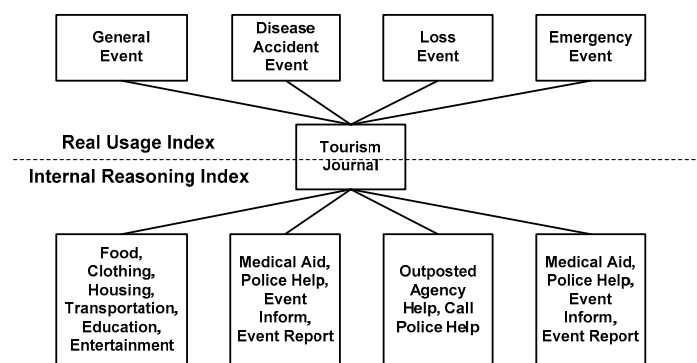 General
Event
Disease
Accident
Event
Loss
Event
Emergency
Event
Real Usage Index
Tourism
Journal
Internal Reasoning Index
Food,
Clothing,
Housing,
Transportation,
Education,
Entertainment
Medical Aid,
Police Help,
Event
Inform,
Event Report
Outposted
Agency
Help, Call
Police Help
Medical Aid,
Police Help,
Event
Inform,
Event Report